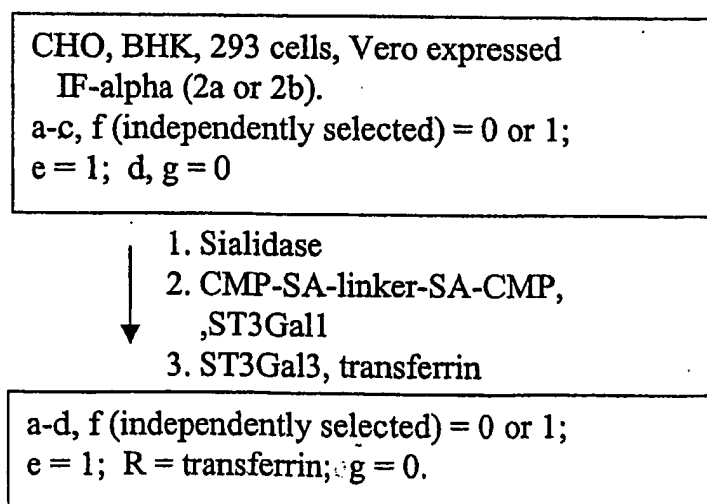 CHO, BHK, 293 cells, Vero expressed
IF-alpha (2a or 2b).
a-c, f (independently selected) = 0 or 1;
e = 1; d, g = 0
1. Sialidase
2. CMP-SA-linker-SA-CMP,
,ST3Gal1
3. ST3Gal3, transferrin
a-d, f (independently selected) = 0 or 1;
e = 1; R = transferrin; g = 0.